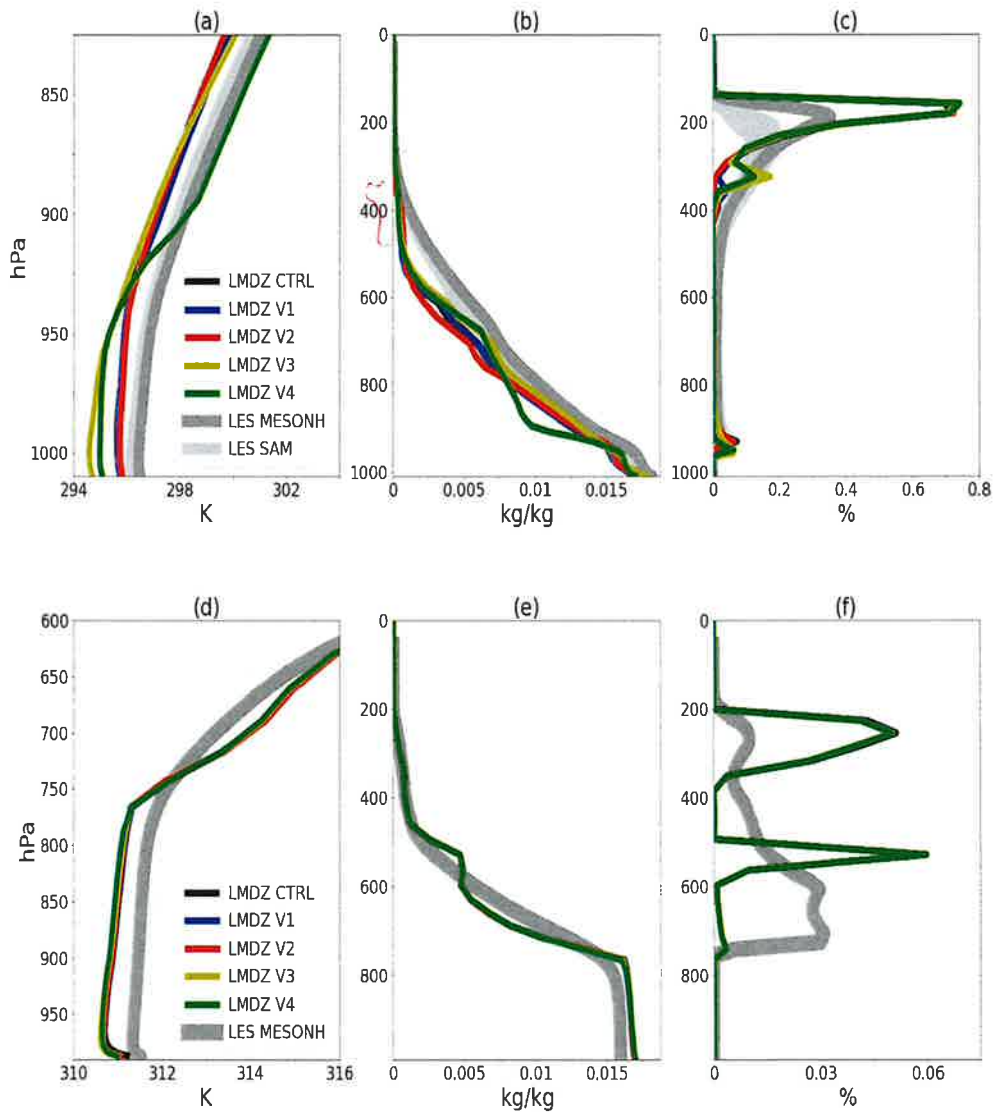 (a) (b) (c)
0 0
850
200 200
900
400 400
hPa
LMDZ CTRL
LMDZ V1
600 600
950 LMDZ V2
LMDZ V3
800 800
LMDZ V4
LES MESONH
1000 LES SAM
1000 1000
294 298 302 0 0.005 0.01 0.015 0 0.2 0.4 0.6 0.8
K kg/kg %
(d) (e) (f)
600 0 0
650
200 200
700
750 400 400
hPa
800
850 600 600
LMDZ CTRL
LMDZ V1
900 LMDZ V2
LMDZ V3
800 800
LMDZ V4
950
LES MESONH
310 312 314 316 0 0.005 0.01 0.015 0 0.03 0.06
K kg/kg %